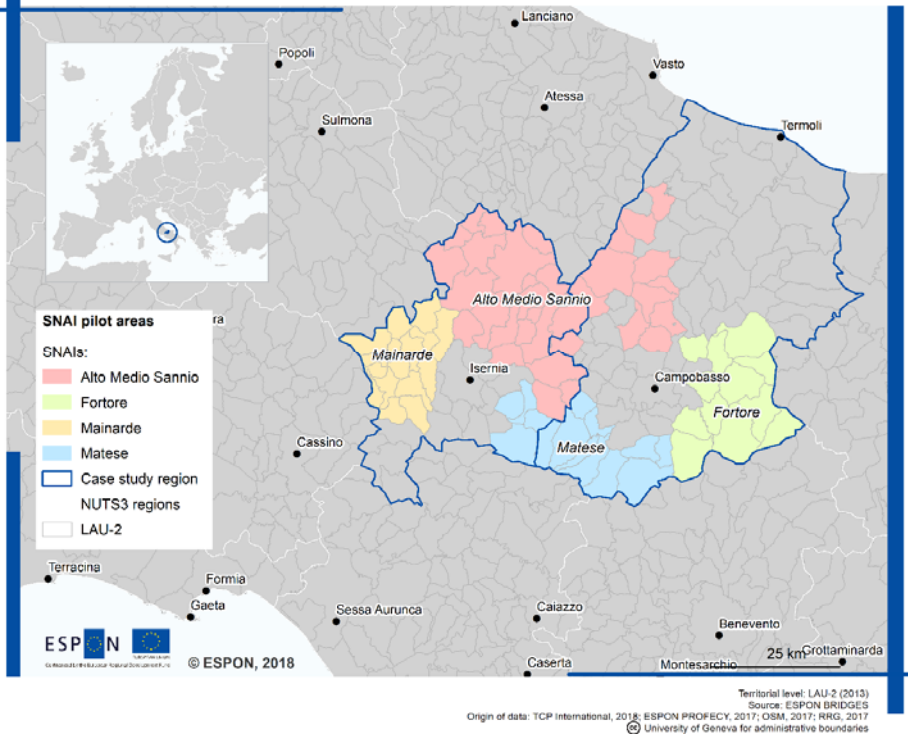 Lanciano
Popoli
Vasto
Atessa
Sulmona
Termoli
Alto Medio Sannio
SNAI pilot areas
ra
SNAIs:
Mainarde
Alto Medio Sannio
Isernia
Campobasso
Fortore
Fortore
Mainarde
Cassino
Matese
Matese
Case study region
NUTS3 regions
LAU-2
Terracina
Formia
Gaeta
Sessa Aurunca
Caiazzo
Benevento
ESPON
© ESPON, 2018
25 km
Grottaminarda
Caserta
Montesarchio
Territorial level: LAU-2 (2013)
Source: ESPON BRIDGES
Origin of data: TCP International, 2018; ESPON PROFECY, 2017; OSM, 2017; RRG, 2017
University of Geneva for administrative boundaries